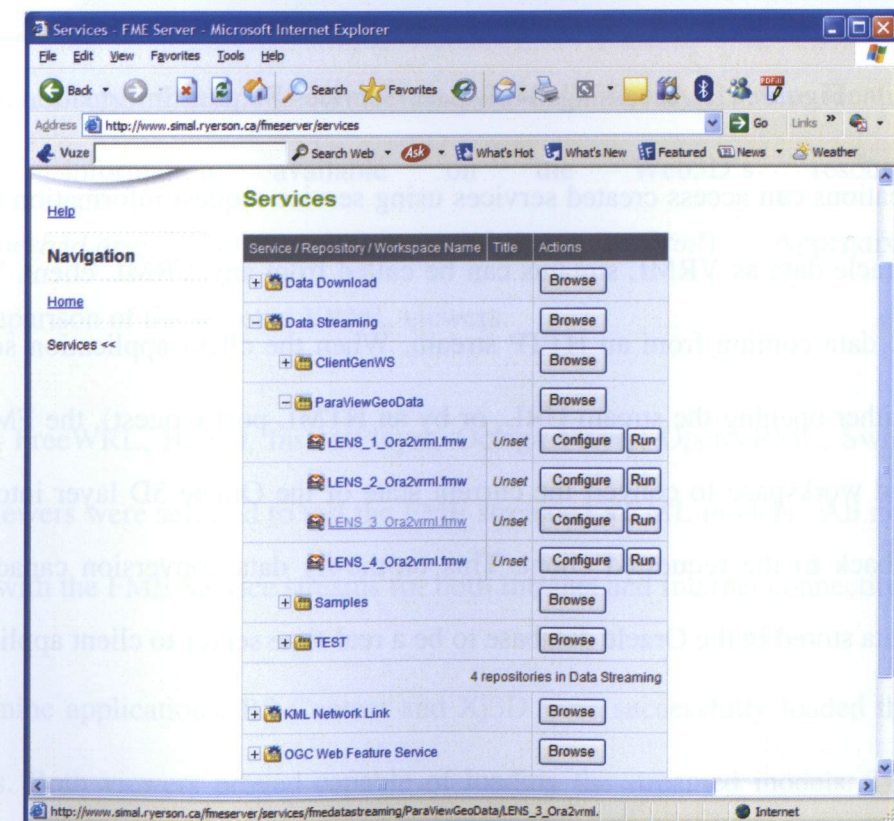 Services - FME Server - Microsoft Internet Explorer
File Edit View Favorites Tools Help
Back Search Favorites
Address http://www.simal.ryerson.ca/fmeserver/services Go Links »
Vuze Search Web Ask What's Hot What's New Featured News Weather
Help
Navigation
Home
Services <<
Services
Service / Repository / Workspace Name Title Actions
Data Download Browse
Data Streaming Browse
ClientGenWS Browse
ParaViewGeoData Browse
LENS_1_Ora2vrml.fmw Unset Configure Run
LENS_2_Ora2vrml.fmw Unset Configure Run
LENS_3_Ora2vrml.fmw Unset Configure Run
LENS_4_Ora2vrml.fmw Unset Configure Run
Samples Browse
TEST Browse
4 repositories in Data Streaming
KML Network Link Browse
OGC Web Feature Service Browse
http://www.simal.ryerson.ca/fmeserver/services/fmedatastreaming/ParaViewGeoData/LENS_3_Ora2vrml. Internet